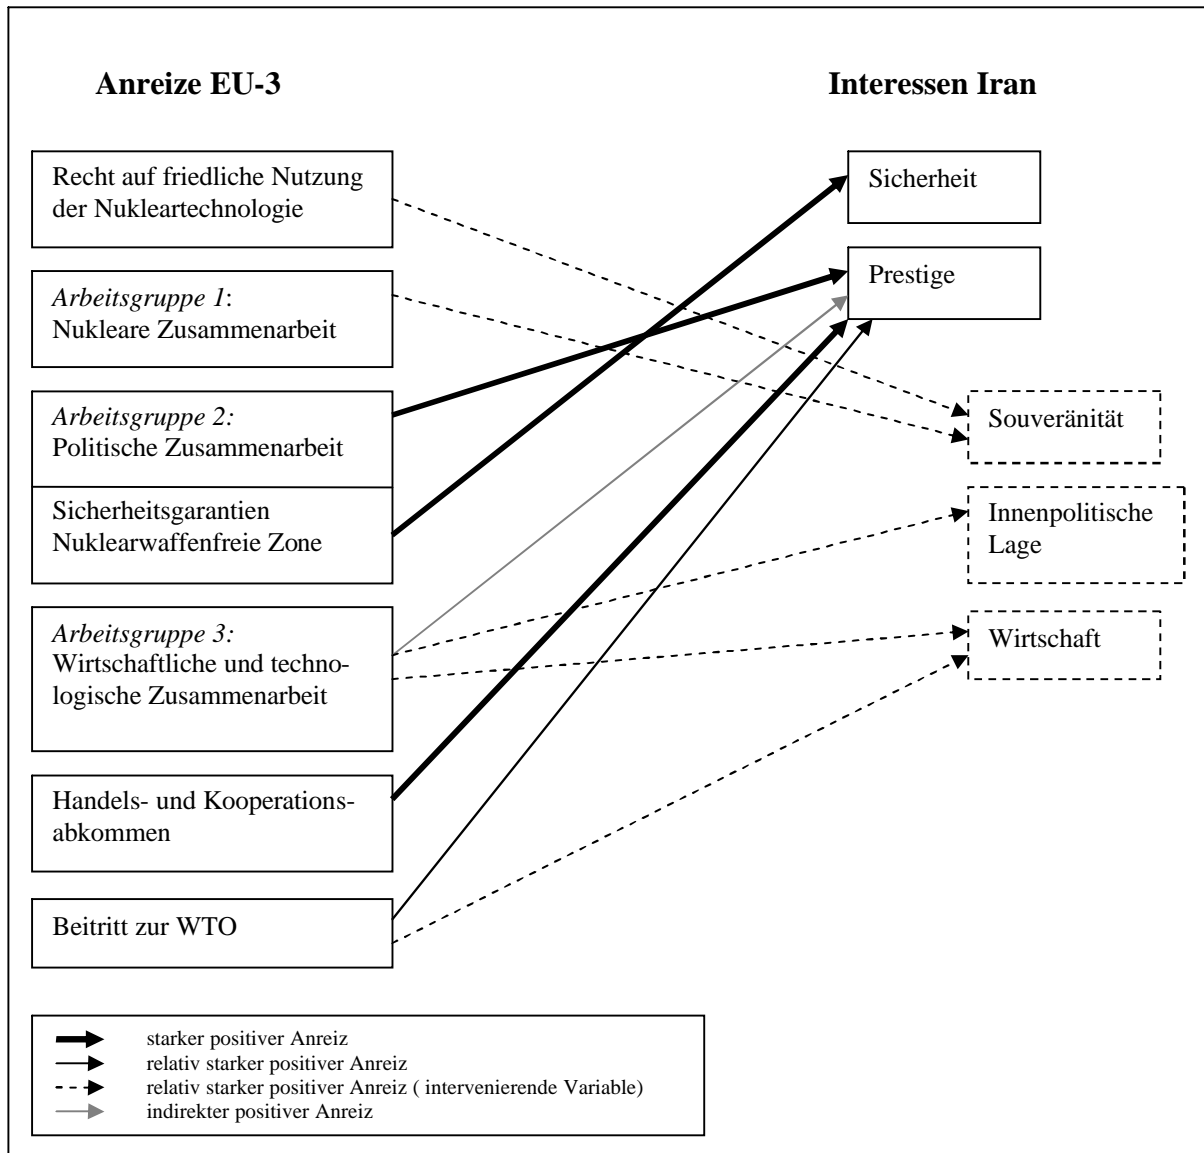 Anreize EU-3
Interessen Iran
Recht auf friedliche Nutzung
der Nukleartechnologie
Arbeitsgruppe 1:
Nukleare Zusammenarbeit
Arbeitsgruppe 2:
Politische Zusammenarbeit
Sicherheitsgarantien
Nuklearwaffenfreie Zone
Arbeitsgruppe 3:
Wirtschaftliche und techno-
logische Zusammenarbeit
Handels- und Kooperations-
abkommen
Beitritt zur WTO
Sicherheit
Prestige
Souveränität
Innenpolitische
Lage
Wirtschaft
starker positiver Anreiz
relativ starker positiver Anreiz
relativ starker positiver Anreiz ( intervenierende Variable)
indirekter positiver Anreiz